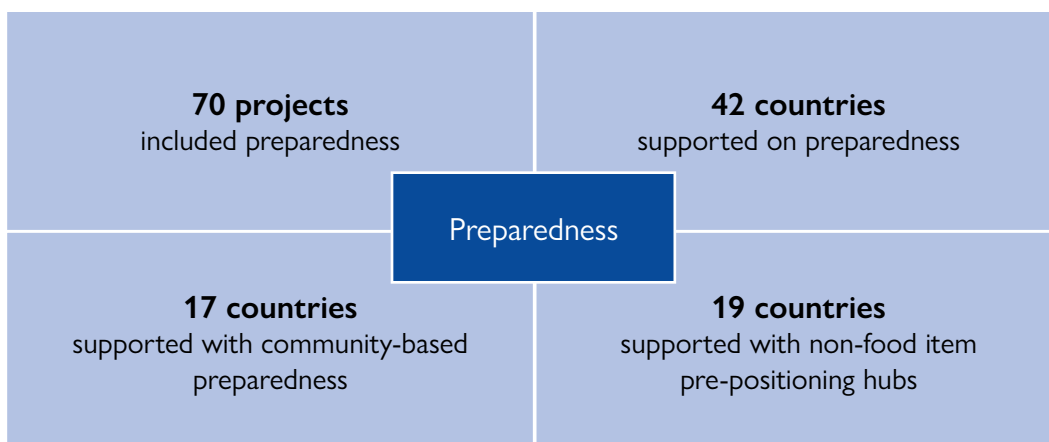 70 projects
included preparedness
42 countries
supported on preparedness
Preparedness
17 countries
supported with community-based
preparedness
19 countries
supported with non-food item
pre-positioning hubs